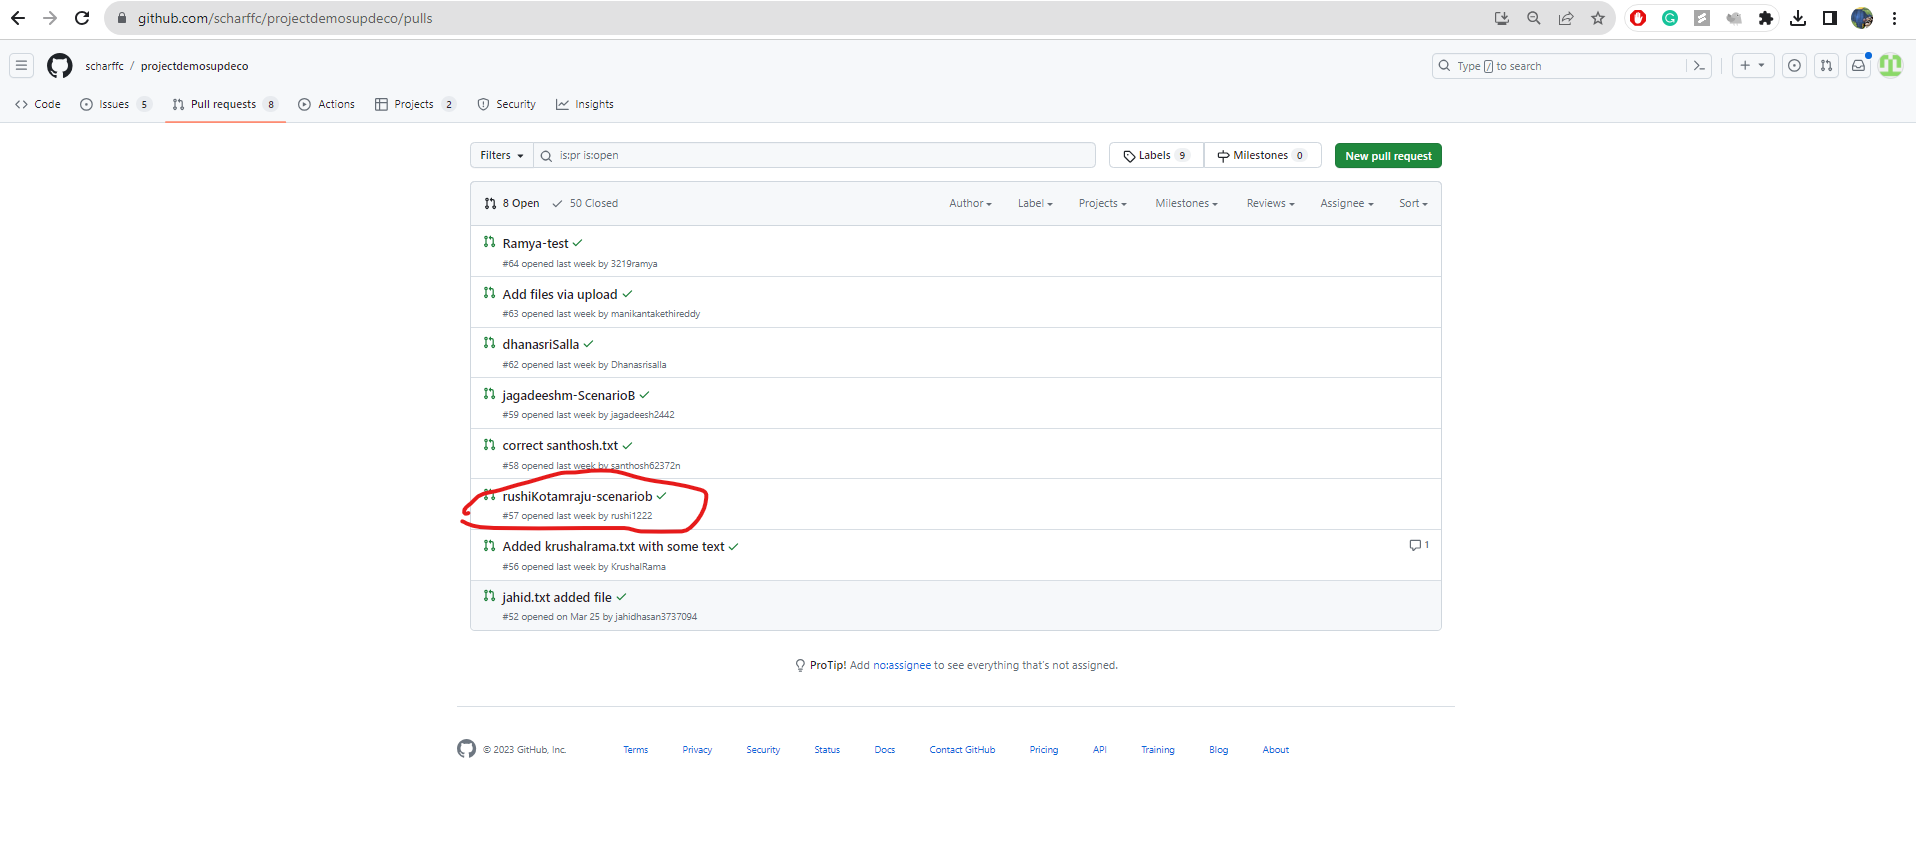 github.com/scharffc/projectdemosupdeco/pulls
scharffc / projectdemosupdeco
Type / to search
Code Issues 5 Pull requests 8 Actions Projects 2 Security Insights
Filters is:pr is:open Labels 9 Milestones 0 New pull request
8 Open 50 Closed Author Label Projects Milestones Reviews Assignee Sort
Ramya-test
#64 opened last week by 3219ramya
Add files via upload
#63 opened last week by manikantakethireddy
dhanasriSalla
#62 opened last week by Dhanasrisalla
jagadeeshm-ScenarioB
#59 opened last week by jagadeesh2442
correct santhosh.txt
#58 opened last week by santhosh62372n
rushiKotamraju-scenariob
#57 opened last week by rushi1222
Added krushalrama.txt with some text 1
#56 opened last week by KrushalRama
jahid.txt added file
#52 opened on Mar 25 by jahidhasan3737094
ProTip! Add no:assignee to see everything that's not assigned.
© 2023 GitHub, Inc. Terms Privacy Security Status Docs Contact GitHub Pricing API Training Blog About